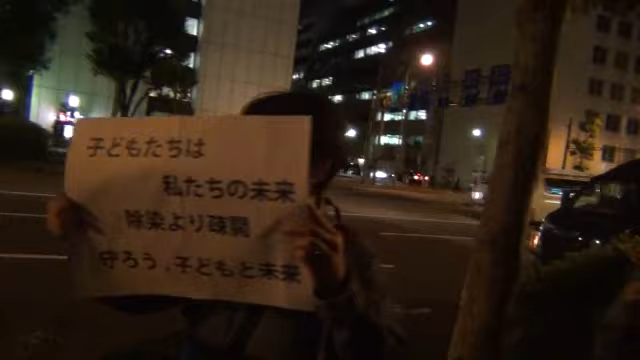 子どもたちは
私たちの未来
除染より疎開
守ろう、子どもと未来